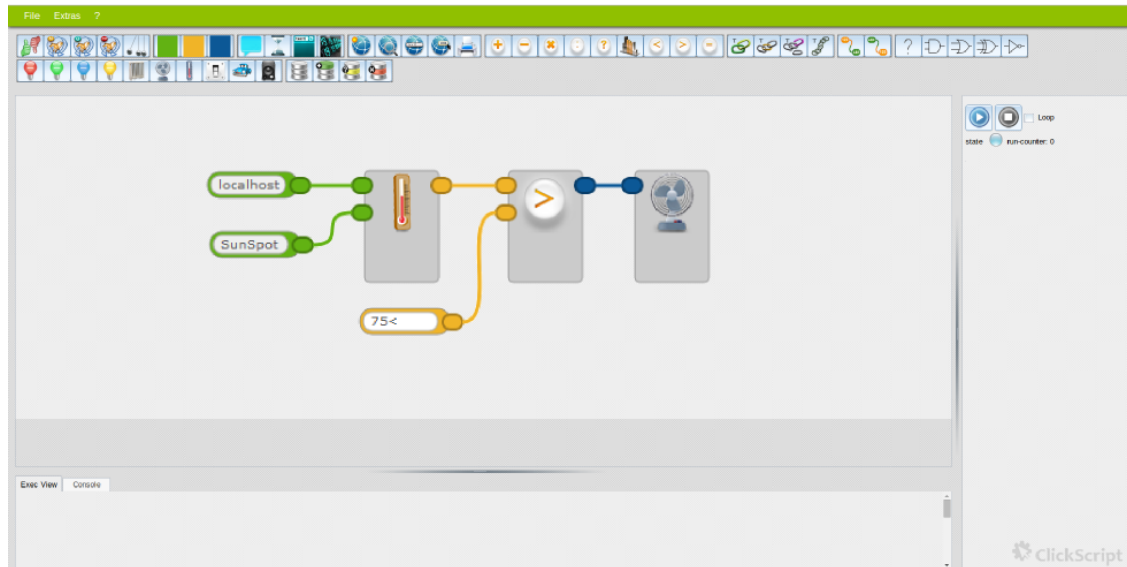 File Extras ?
Loop
state run-counter: 0
localhost
>
SunSpot
75<
Exec View Console
ClickScript